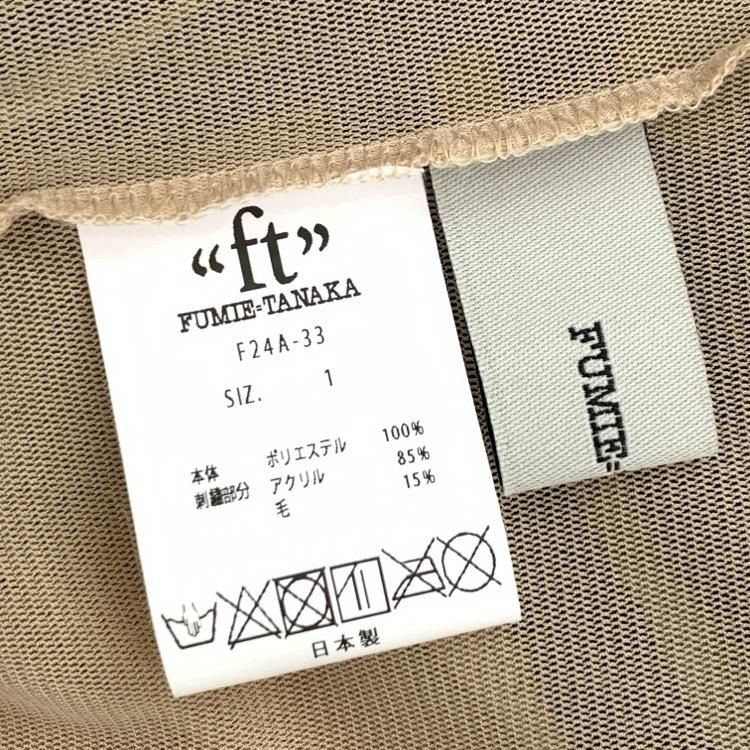 “ft”
FUMIE=TANAKA
F24A-33
SIZ. 1
本体 ポリエステル 100%
刺繍部分 アクリル 85%
毛 15%
日本製
FUMIE=